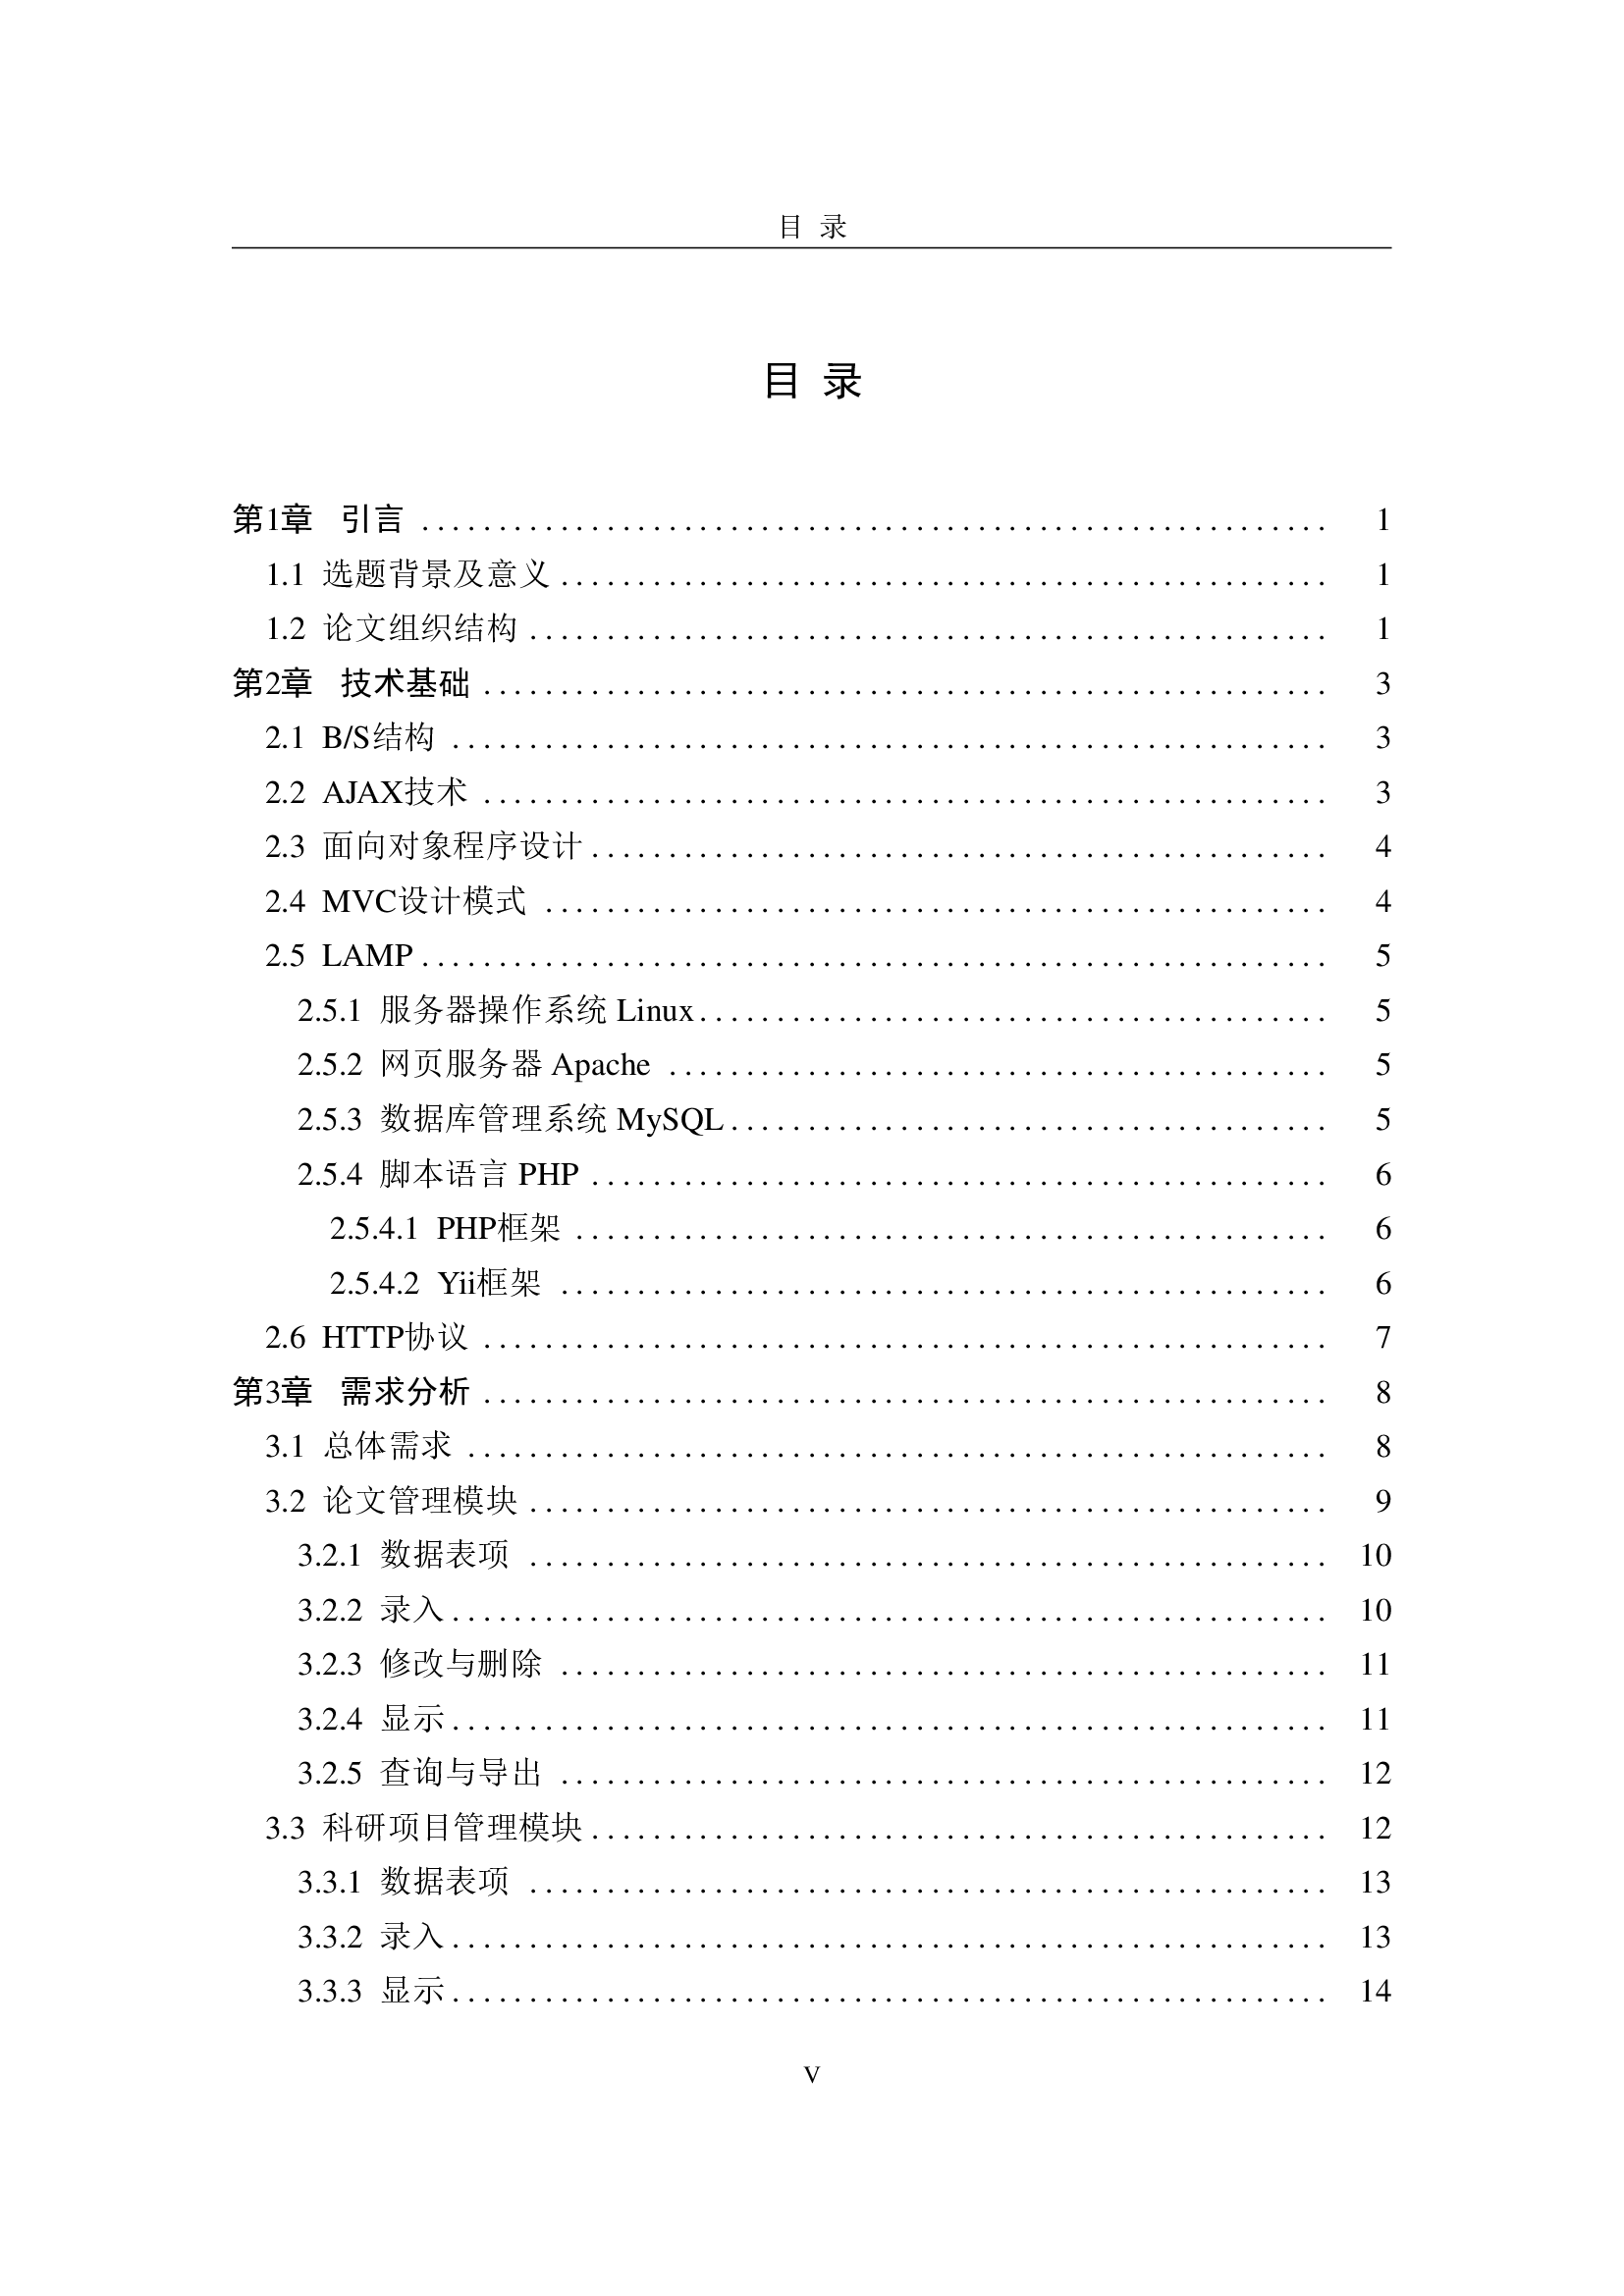 目 录
目 录
第1章 引言 . . . . . . . . . . . . . . . . . . . . . . . . . . . . . . 1
1.1 选题背景及意义 . . . . . . . . . . . . . . . . . . . . . . . . . . . . . . 1
1.2 论文组织结构 . . . . . . . . . . . . . . . . . . . . . . . . . . . . . . 1
第2章 技术基础 . . . . . . . . . . . . . . . . . . . . . . . . . . . . . . 3
2.1 B/S结构 . . . . . . . . . . . . . . . . . . . . . . . . . . . . . . 3
2.2 AJAX技术 . . . . . . . . . . . . . . . . . . . . . . . . . . . . . . 3
2.3 面向对象程序设计 . . . . . . . . . . . . . . . . . . . . . . . . . . . . . . 4
2.4 MVC设计模式 . . . . . . . . . . . . . . . . . . . . . . . . . . . . . . 4
2.5 LAMP . . . . . . . . . . . . . . . . . . . . . . . . . . . . . . 5
2.5.1 服务器操作系统 Linux . . . . . . . . . . . . . . . . . . . . . . . . . . . . . . 5
2.5.2 网页服务器 Apache . . . . . . . . . . . . . . . . . . . . . . . . . . . . . . 5
2.5.3 数据库管理系统 MySQL . . . . . . . . . . . . . . . . . . . . . . . . . . . . . . 5
2.5.4 脚本语言 PHP . . . . . . . . . . . . . . . . . . . . . . . . . . . . . . 6
2.5.4.1 PHP框架 . . . . . . . . . . . . . . . . . . . . . . . . . . . . . . 6
2.5.4.2 Yii框架 . . . . . . . . . . . . . . . . . . . . . . . . . . . . . . 6
2.6 HTTP协议 . . . . . . . . . . . . . . . . . . . . . . . . . . . . . . 7
第3章 需求分析 . . . . . . . . . . . . . . . . . . . . . . . . . . . . . . 8
3.1 总体需求 . . . . . . . . . . . . . . . . . . . . . . . . . . . . . . 8
3.2 论文管理模块 . . . . . . . . . . . . . . . . . . . . . . . . . . . . . . 9
3.2.1 数据表项 . . . . . . . . . . . . . . . . . . . . . . . . . . . . . . 10
3.2.2 录入 . . . . . . . . . . . . . . . . . . . . . . . . . . . . . . 10
3.2.3 修改与删除 . . . . . . . . . . . . . . . . . . . . . . . . . . . . . . 11
3.2.4 显示 . . . . . . . . . . . . . . . . . . . . . . . . . . . . . . 11
3.2.5 查询与导出 . . . . . . . . . . . . . . . . . . . . . . . . . . . . . . 12
3.3 科研项目管理模块 . . . . . . . . . . . . . . . . . . . . . . . . . . . . . . 12
3.3.1 数据表项 . . . . . . . . . . . . . . . . . . . . . . . . . . . . . . 13
3.3.2 录入 . . . . . . . . . . . . . . . . . . . . . . . . . . . . . . 13
3.3.3 显示 . . . . . . . . . . . . . . . . . . . . . . . . . . . . . . 14
V